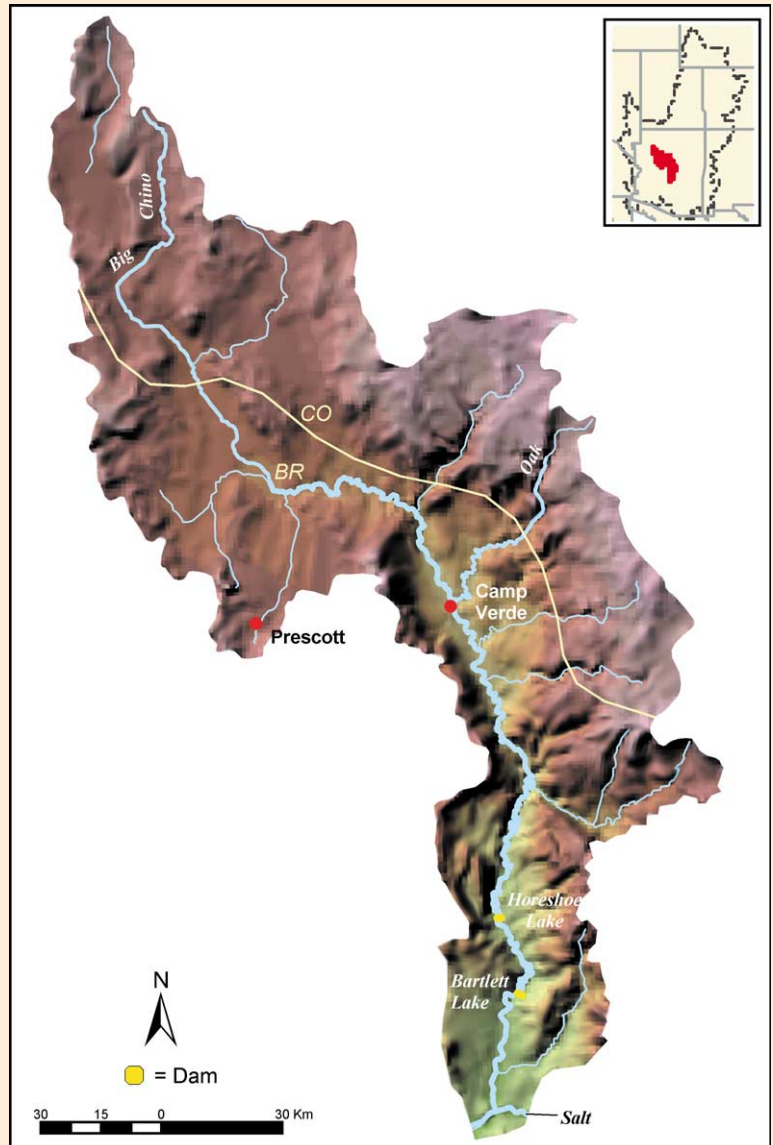 Chino
Big
CO
BR
Oak
Camp
Verde
Prescott
Horeshoe
Lake
Bartlett
Lake
N
= Dam
30 15 0 30 Km
Salt